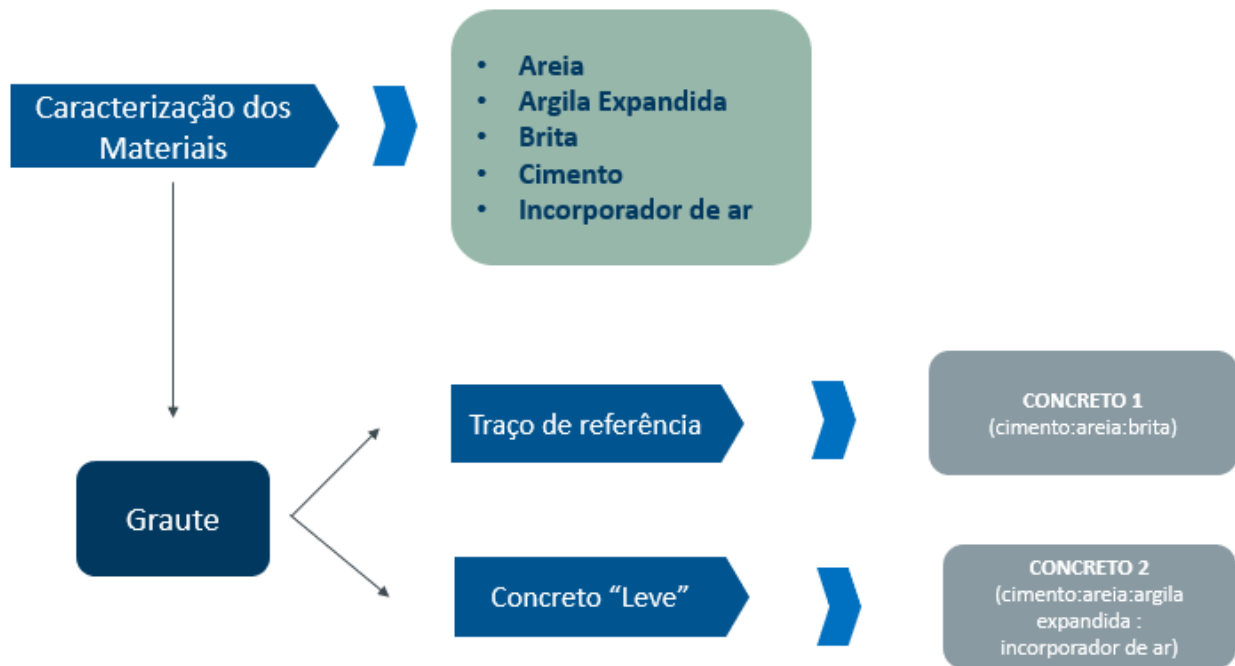 Caracterização dos
Materiais
• Areia
• Argila Expandida
• Brita
• Cimento
• Incorporador de ar
Graute
Traço de referência
CONCRETO 1
(cimento:areia:brita)
Concreto “Leve”
CONCRETO 2
(cimento:areia:argila
expandida :
incorporador de ar)